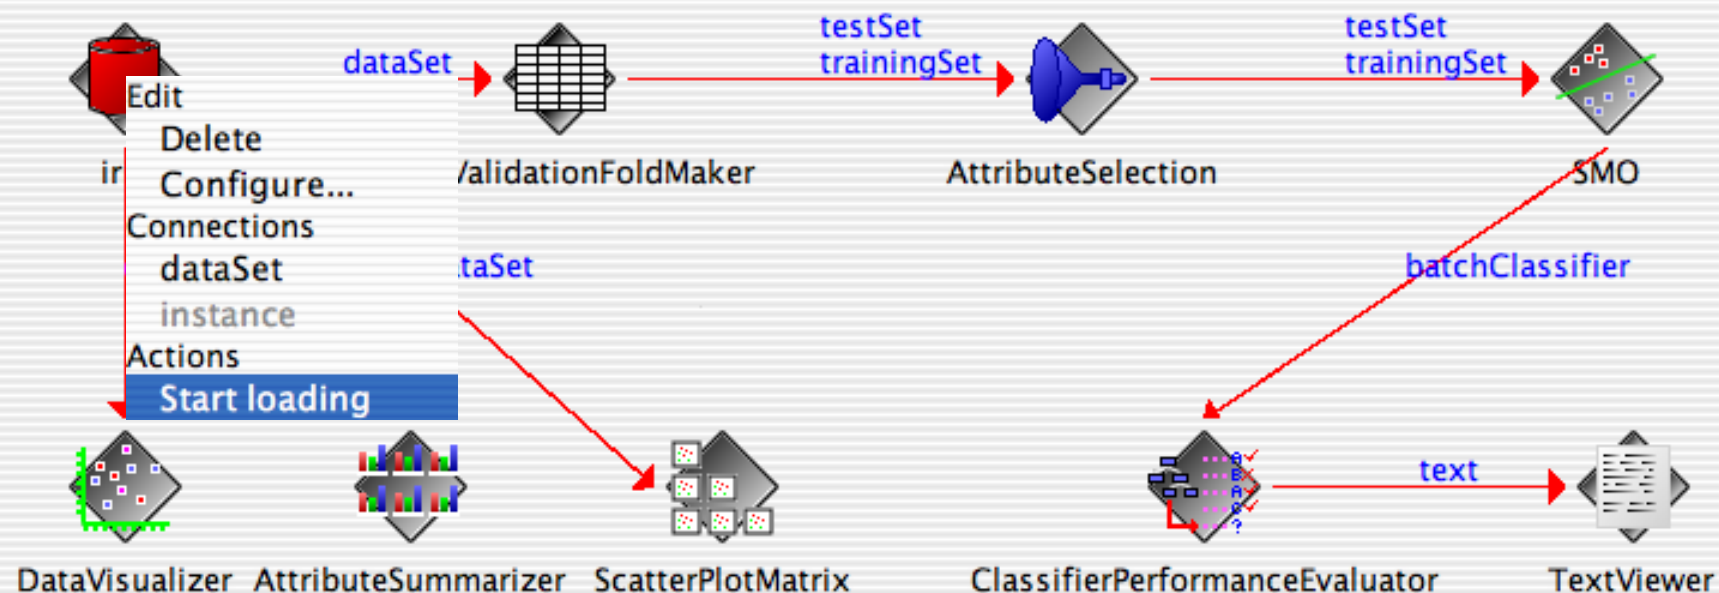 testSet
testSet
dataSet
trainingSet
trainingSet
Edit
Delete
Configure...
Connections
dataSet
instance
Actions
Start loading
ir
ValidationFoldMaker
AttributeSelection
SMO
taSet
batchClassifier
text
DataVisualizer
AttributeSummarizer
ScatterPlotMatrix
ClassifierPerformanceEvaluator
TextViewer